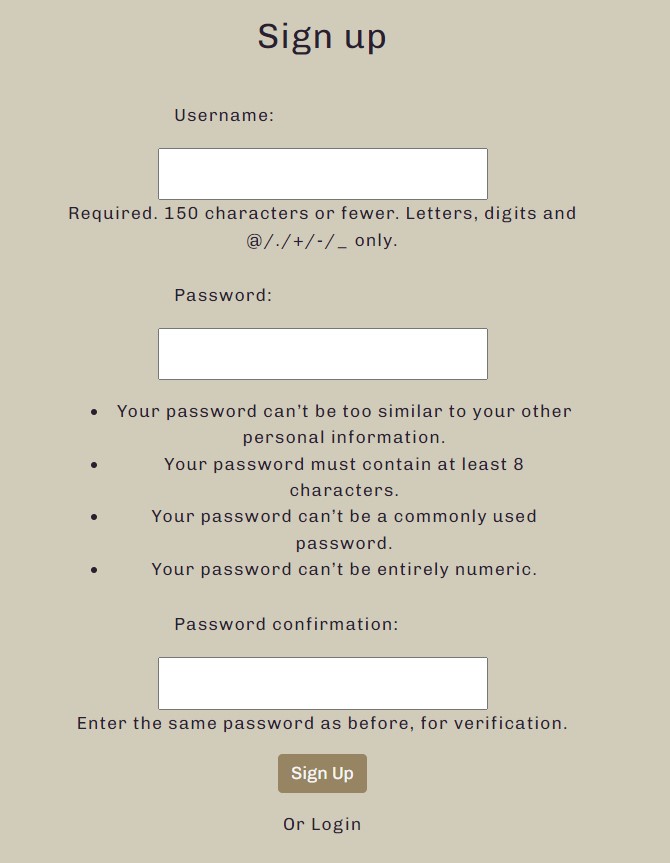 Sign up
Username:
Required. 150 characters or fewer. Letters, digits and
@/./+/-/_ only.
Password:
• Your password can’t be too similar to your other
personal information.
• Your password must contain at least 8
characters.
• Your password can’t be a commonly used
password.
• Your password can’t be entirely numeric.
Password confirmation:
Enter the same password as before, for verification.
Sign Up
Or Login